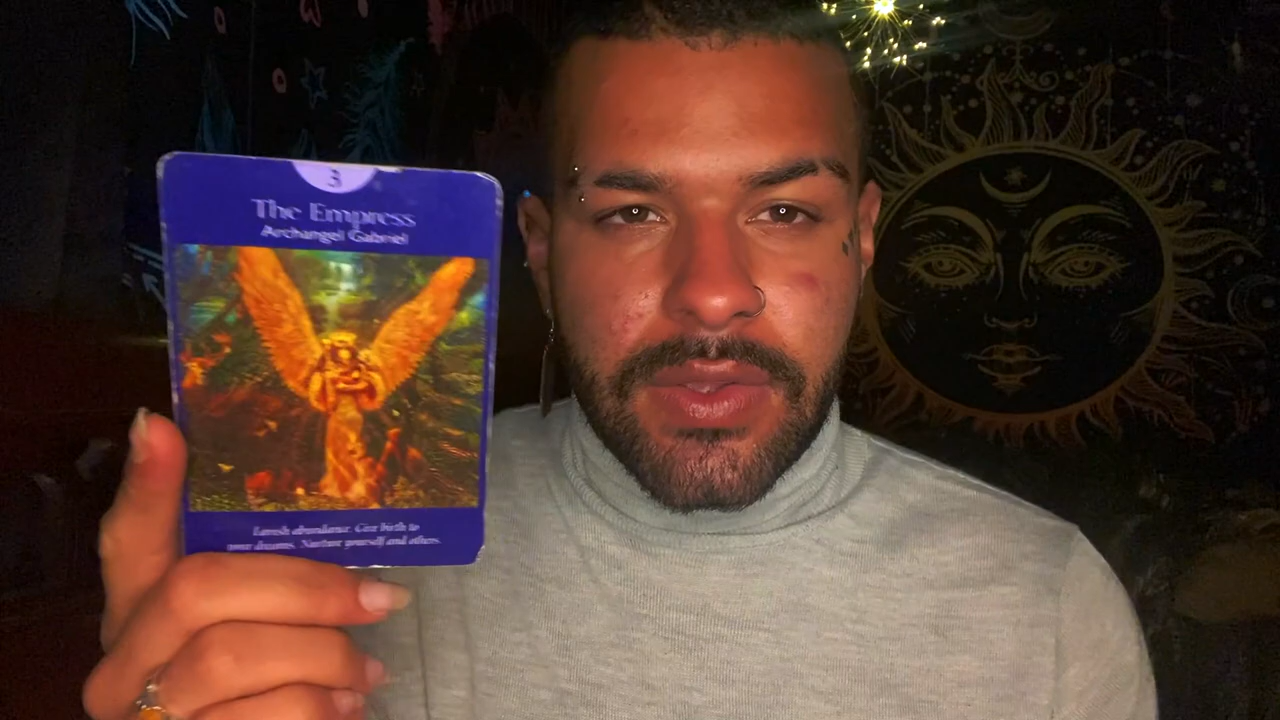 3
The Empress
Archangel Gabriel
Lavish abundance. Give birth to
your dreams. Nurture yourself and others.